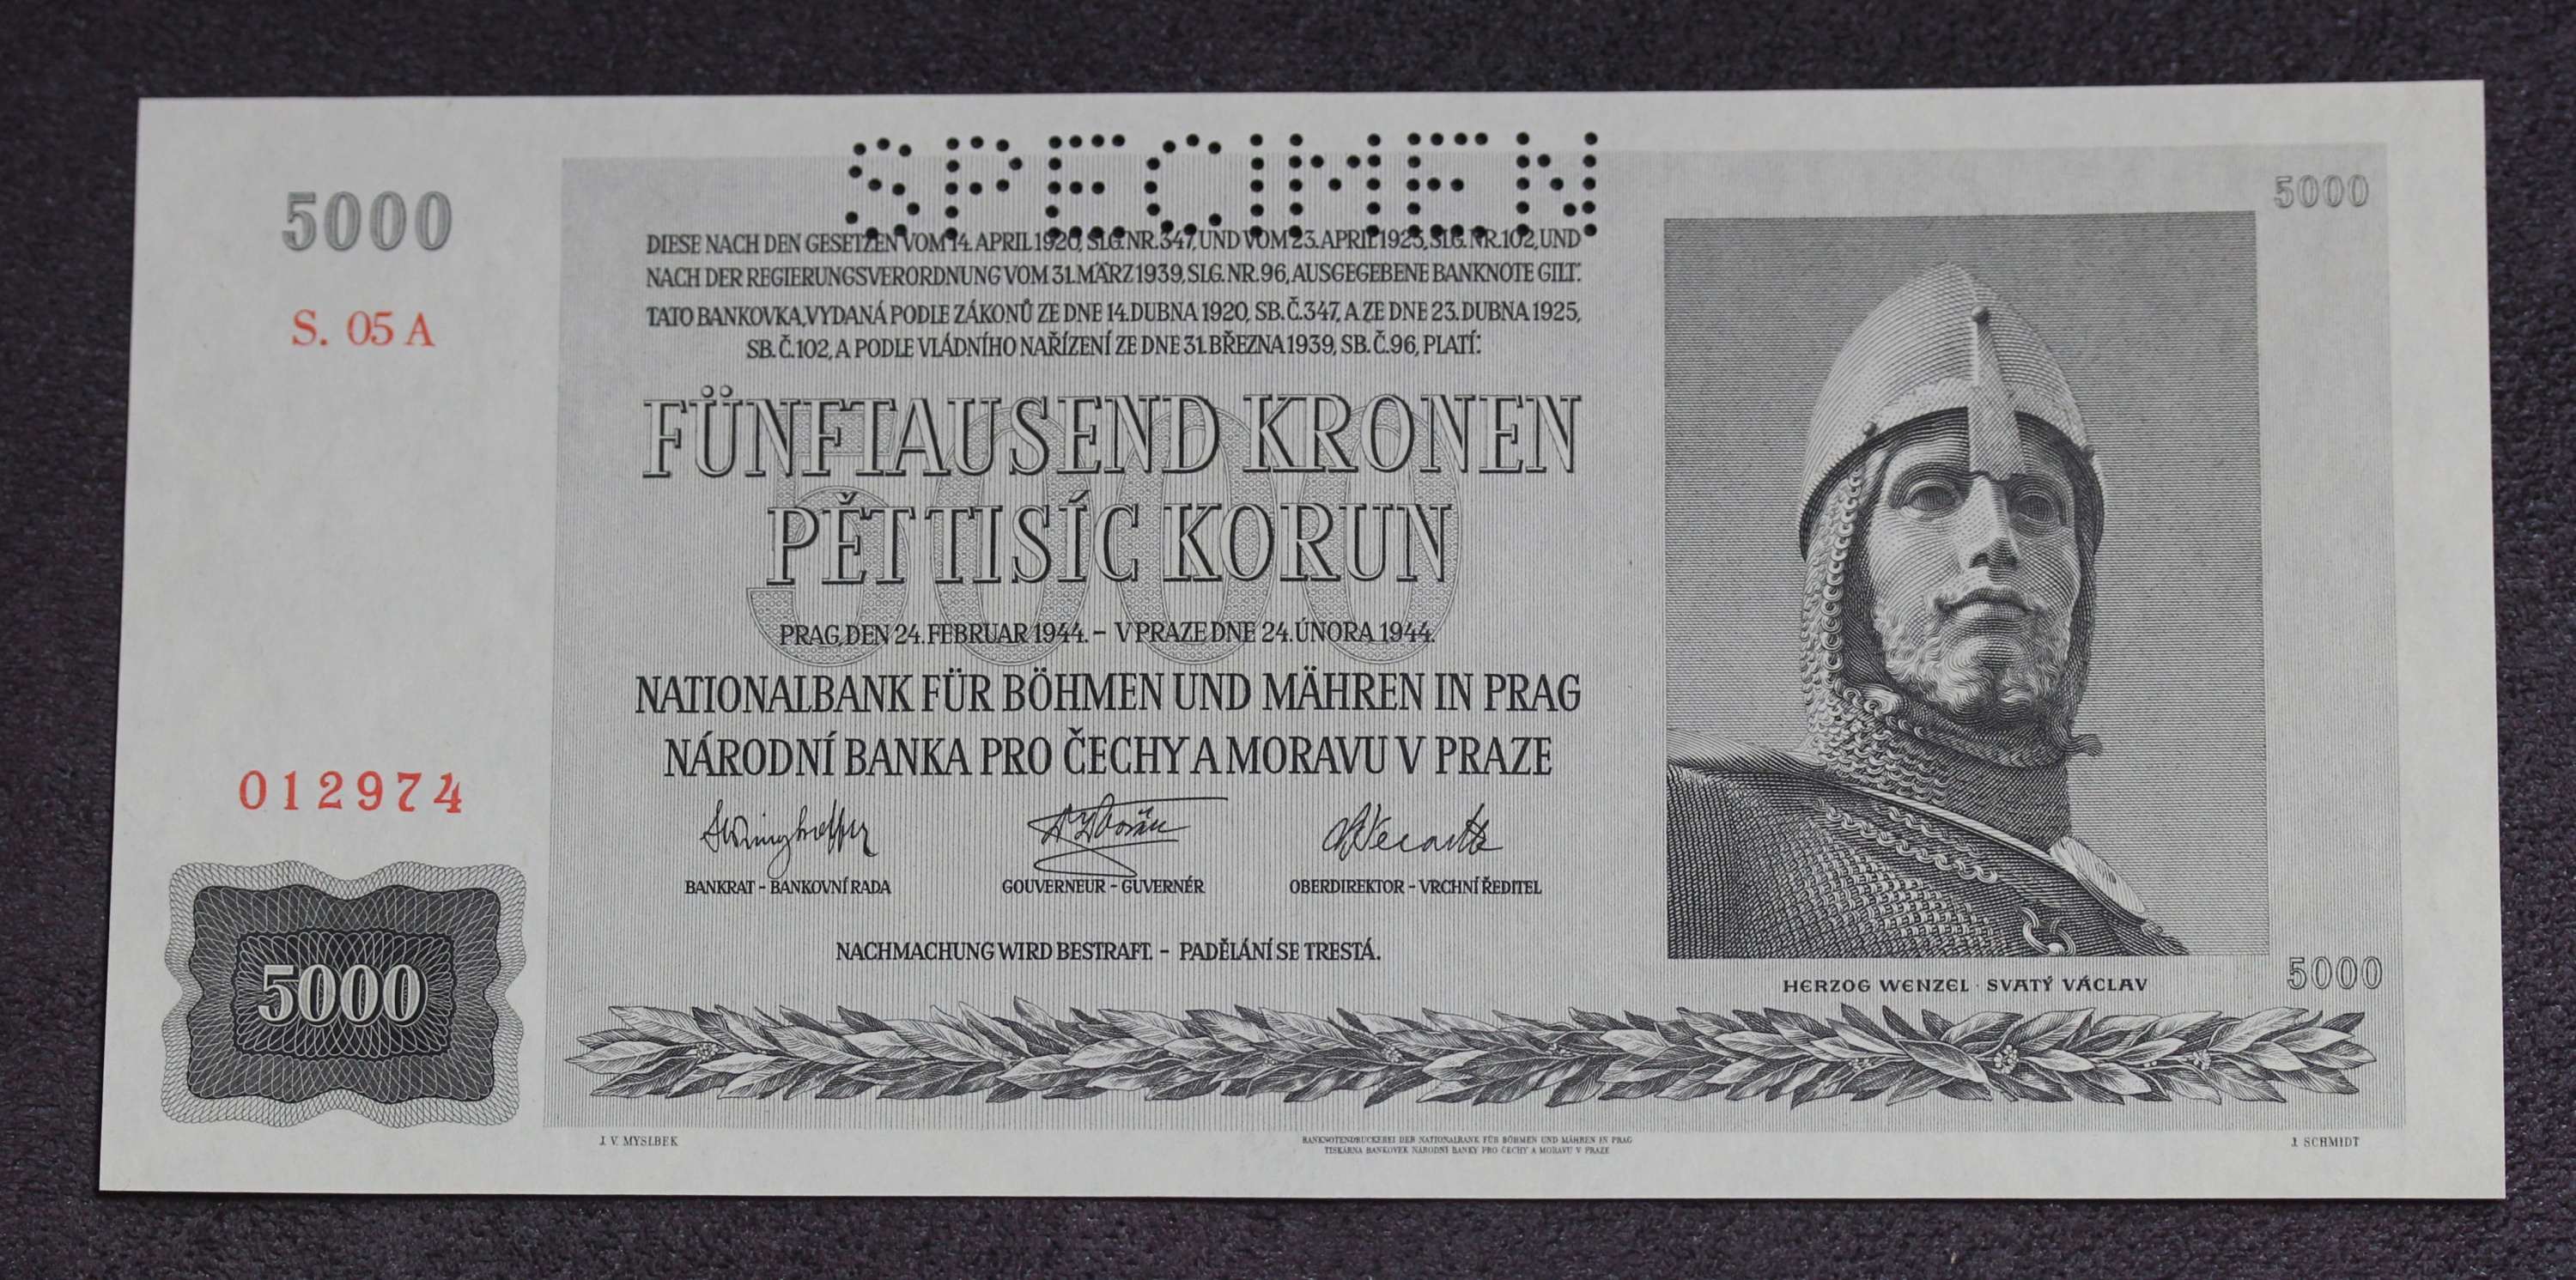 SPECIMEN
5000
5000
S. 05 A
DIESE NACH DEN GESETZEN VOM 14. APRIL 1920, SLG. NR. 347, UND VOM 23. APRIL 1925, SLG. NR. 102, UND
NACH DER REGIERUNGSVERORDNUNG VOM 31. MÄRZ 1939, SLG. NR. 96, AUSGEGEBENE BANKNOTE GILT:
TATO BANKOVKA, VYDANÁ PODLE ZÁKONŮ ZE DNE 14. DUBNA 1920, SB. Č. 347, A ZE DNE 23. DUBNA 1925,
SB. Č. 102, A PODLE VLÁDNÍHO NAŘÍZENÍ ZE DNE 31. BŘEZNA 1939, SB. Č. 96, PLATÍ:
FÜNFTAUSEND KRONEN
PĚT TISÍC KORUN
5000
PRAG, DEN 24. FEBRUAR 1944. – V PRAZE DNE 24. ÚNORA 1944.
NATIONALBANK FÜR BÖHMEN UND MÄHREN IN PRAG
NÁRODNÍ BANKA PRO ČECHY A MORAVU V PRAZE
012974
BANKRAT – BANKOVNÍ RADA
GOUVERNEUR – GUVERNÉR
OBERDIREKTOR – VRCHNÍ ŘEDITEL
NACHMACHUNG WIRD BESTRAFT. – PADĚLÁNÍ SE TRESTÁ.
HERZOG WENZEL · SVATÝ VÁCLAV
5000
5000
J. V. MYSLBEK
BANKNOTENDRUCKEREI DER NATIONALBANK FÜR BÖHMEN UND MÄHREN IN PRAG
TISKÁRNA BANKOVEK NÁRODNÍ BANKY PRO ČECHY A MORAVU V PRAZE
J. SCHMIDT